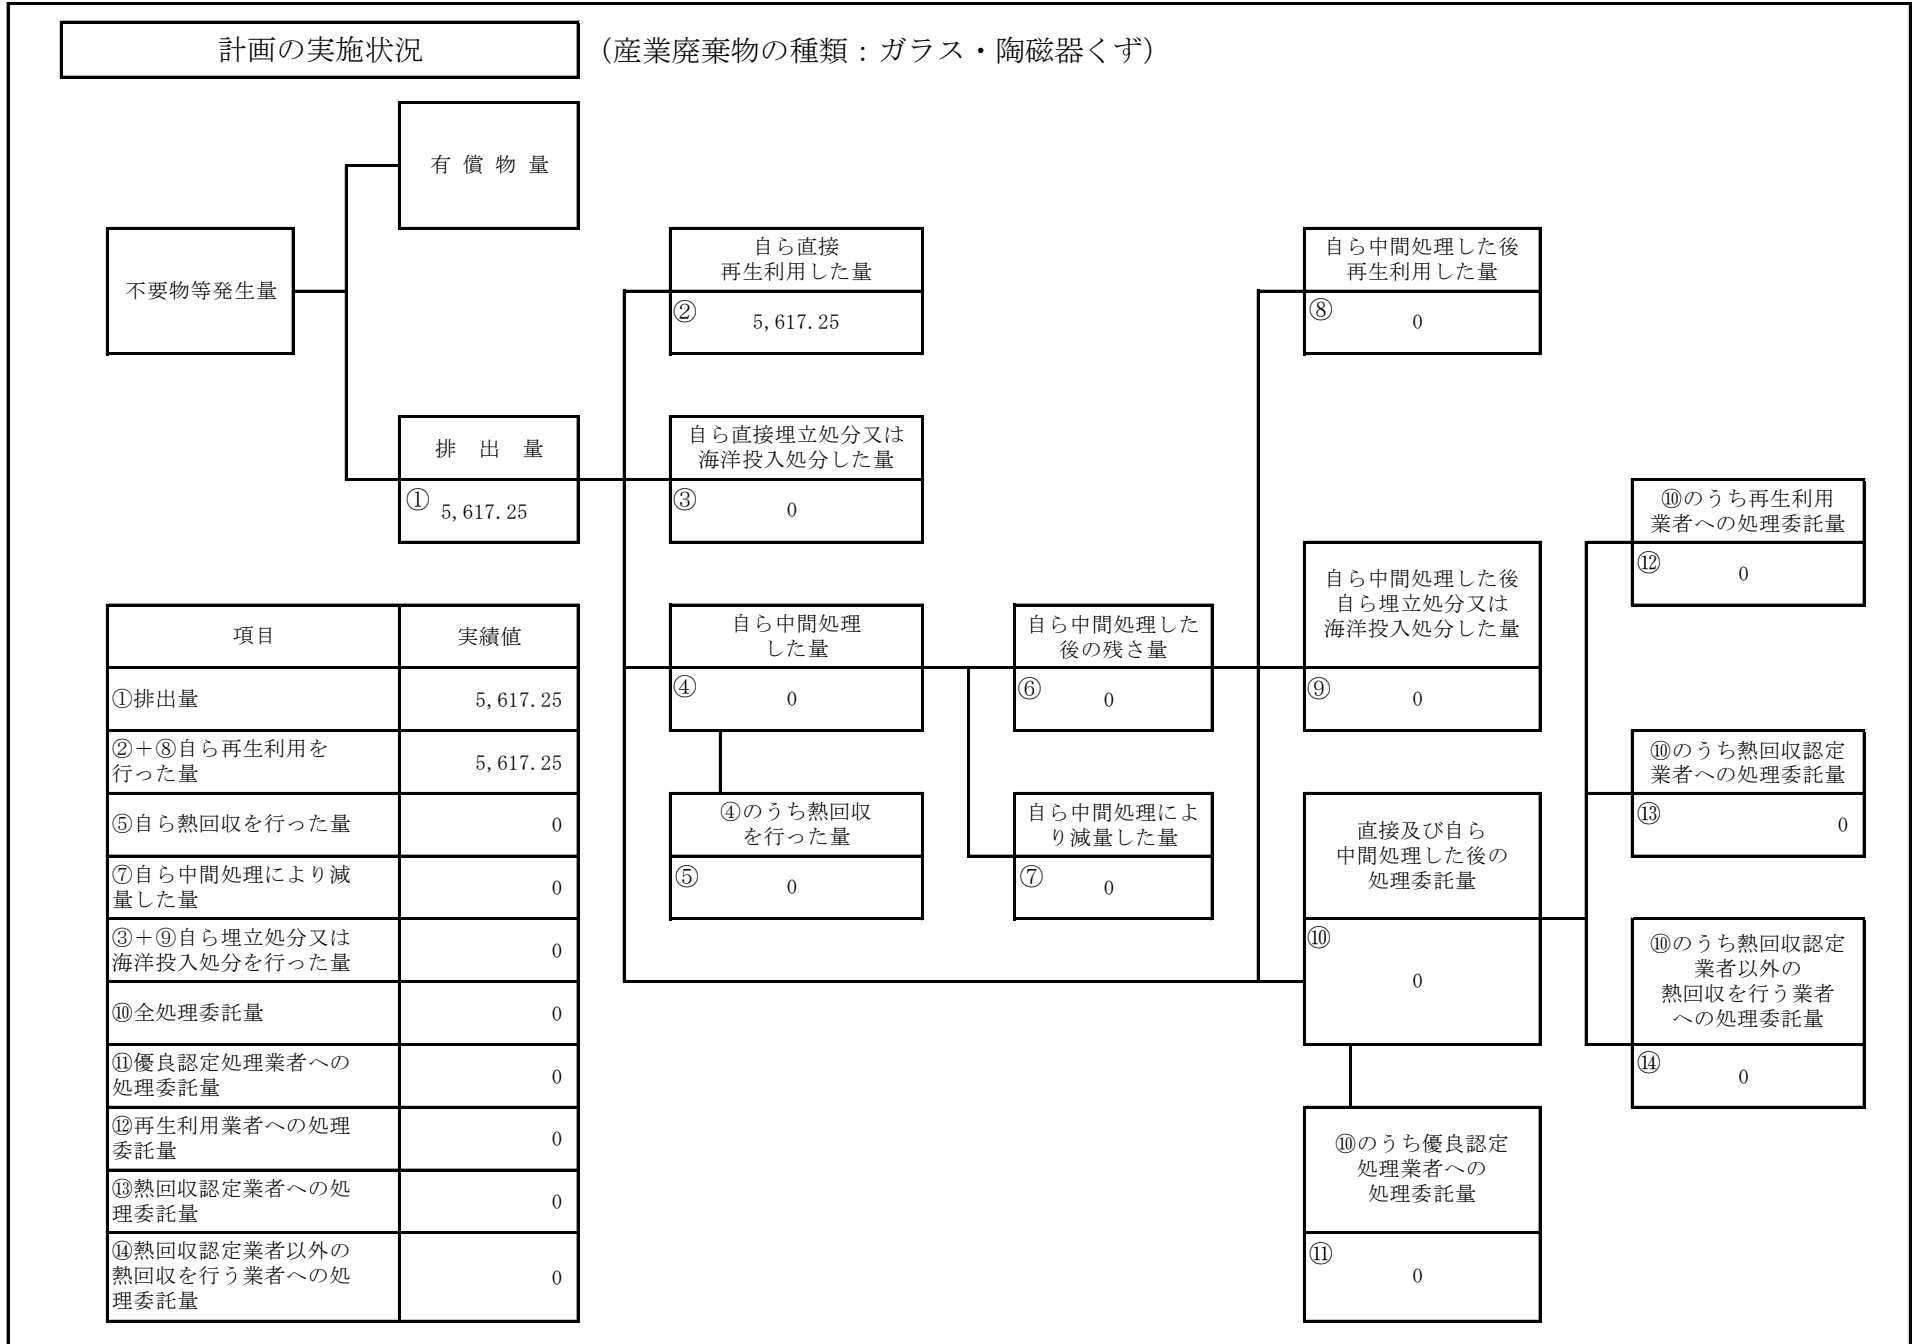 計画の実施状況
（産業廃棄物の種類：ガラス・陶磁器くず）
有 償 物 量
不要物等発生量
自ら直接
再生利用した量
② 5,617.25
自ら中間処理した後
再生利用した量
⑧ 0
排 出 量
① 5,617.25
自ら直接埋立処分又は
海洋投入処分した量
③ 0
⑩のうち再生利用
業者への処理委託量
⑫ 0
自ら中間処理した後
自ら埋立処分又は
海洋投入処分した量
⑨ 0
自ら中間処理
した量
④ 0
自ら中間処理した
後の残さ量
⑥ 0
⑩のうち熱回収認定
業者への処理委託量
⑬ 0
④のうち熱回収
を行った量
⑤ 0
自ら中間処理によ
り減量した量
⑦ 0
直接及び自ら
中間処理した後の
処理委託量
⑩ 0
⑩のうち熱回収認定
業者以外の
熱回収を行う業者
への処理委託量
⑭ 0
⑩のうち優良認定
処理業者への
処理委託量
⑪ 0
項目 実績値
①排出量 5,617.25
②＋⑧自ら再生利用を
行った量 5,617.25
⑤自ら熱回収を行った量 0
⑦自ら中間処理により減
量した量 0
③＋⑨自ら埋立処分又は
海洋投入処分を行った量 0
⑩全処理委託量 0
⑪優良認定処理業者への
処理委託量 0
⑫再生利用業者への処理
委託量 0
⑬熱回収認定業者への処
理委託量 0
⑭熱回収認定業者以外の
熱回収を行う業者への処
理委託量 0